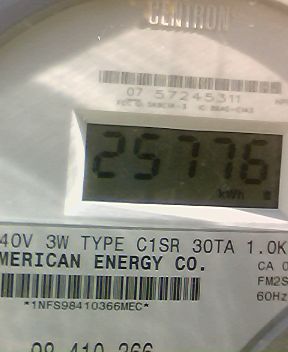 CENTRON
07 57245311
25776
kWh
40V 3W TYPE C1SR 30TA 1.0K
MERICAN ENERGY CO.
CA 0
FM2S
60Hz
*1NFS98410366MEC*
98 410 366